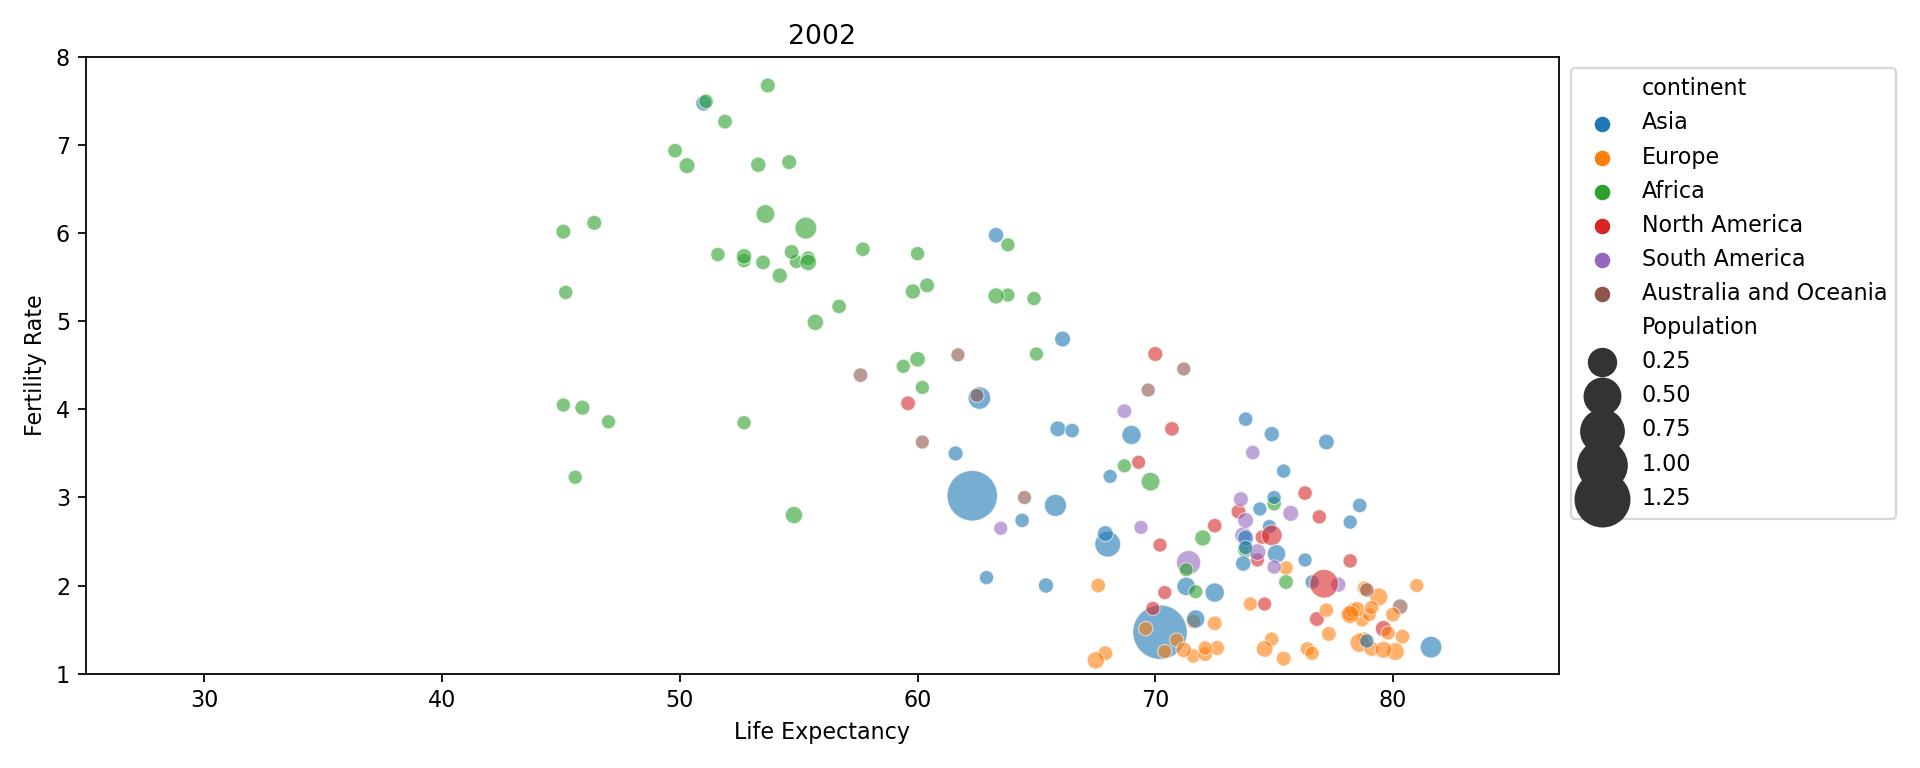 2002
8
7
6
5
4
3
2
1
Fertility Rate
30 40 50 60 70 80
Life Expectancy
continent
Asia
Europe
Africa
North America
South America
Australia and Oceania
Population
0.25
0.50
0.75
1.00
1.25